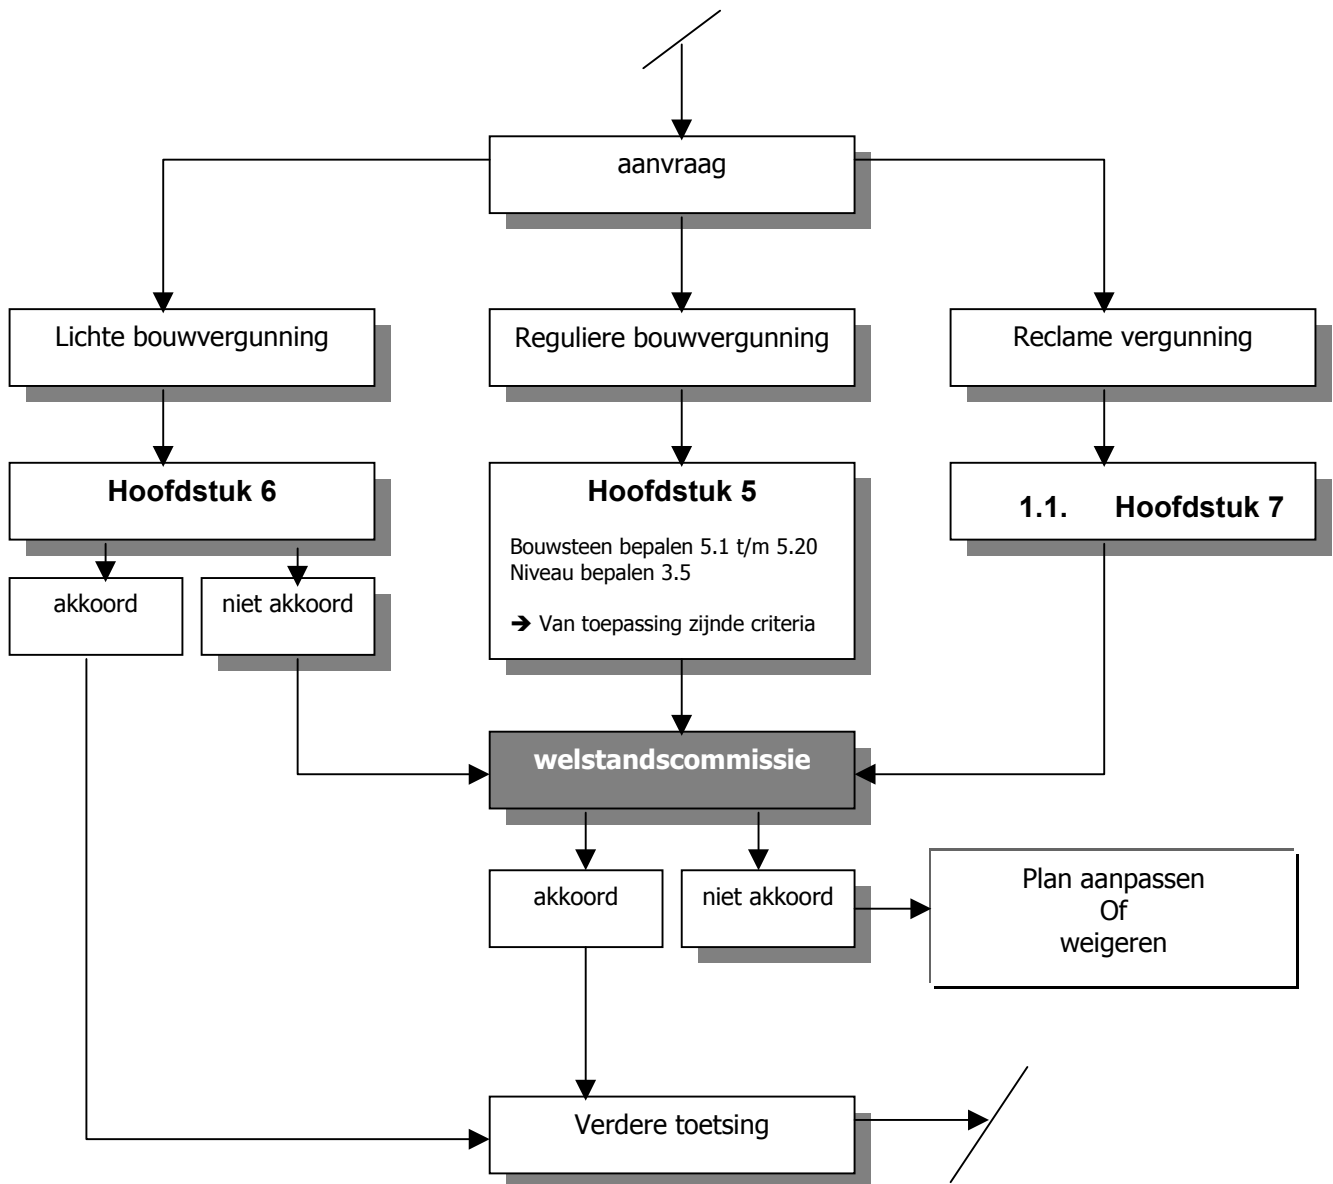 aanvraag
Lichte bouwvergunning
Reguliere bouwvergunning
Reclame vergunning
Hoofdstuk 6
Hoofdstuk 5
Bouwsteen bepalen 5.1 t/m 5.20
Niveau bepalen 3.5
➔ Van toepassing zijnde criteria
1.1. Hoofdstuk 7
akkoord
niet akkoord
welstandscommissie
akkoord
niet akkoord
Plan aanpassen
Of
weigeren
Verdere toetsing